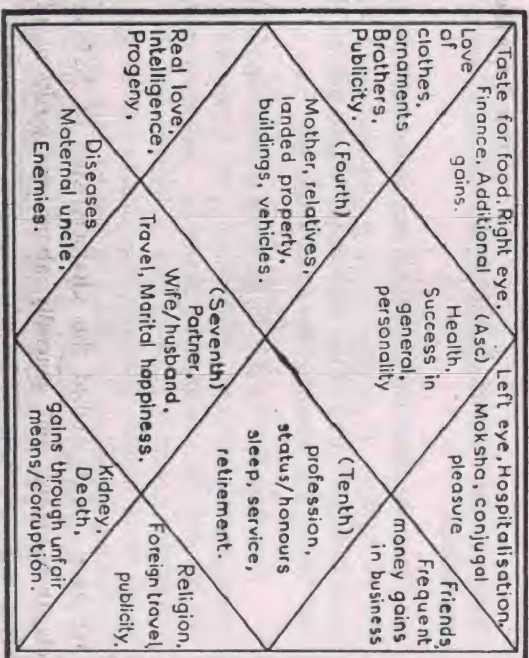 Taste for food, Right eye,
Finance, Additional
gains.
Love
of
clothes,
ornaments
Brothers,
Publicity,
(Fourth)
Mother, relatives,
landed property,
buildings, vehicles.
Real love,
Intelligence,
Progeny,
Diseases
Maternal uncle,
Enemies.
(Asc)
Health,
Success in
general,
personality
(Seventh)
Partner,
Wife/husband,
Travel, Marital happiness.
Left eye, Hospitalisation,
Moksha, conjugal
pleasure
Friends,
Frequent
money gains
in business
(Tenth)
profession,
status/honours
sleep, service,
retirement.
Religion,
Foreign travel,
publicity,
Kidney,
Death,
gains through unfair
means/corruption.